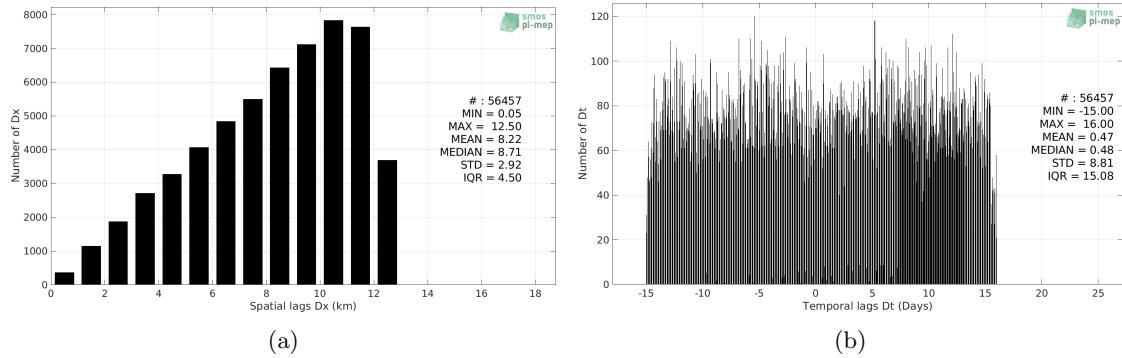 8000
7000
6000
5000
4000
3000
2000
1000
0
Number of Dx
smos
pi-mep
# : 56457
MIN = 0.05
MAX = 12.50
MEAN = 8.22
MEDIAN = 8.71
STD = 2.92
IQR = 4.50
0 2 4 6 8 10 12 14 16 18
Spatial lags Dx (km)
(a)
120
100
80
60
40
20
0
Number of Dt
smos
pi-mep
# : 56457
MIN = -15.00
MAX = 16.00
MEAN = 0.47
MEDIAN = 0.48
STD = 8.81
IQR = 15.08
-15 -10 -5 0 5 10 15 20 25
Temporal lags Dt (Days)
(b)